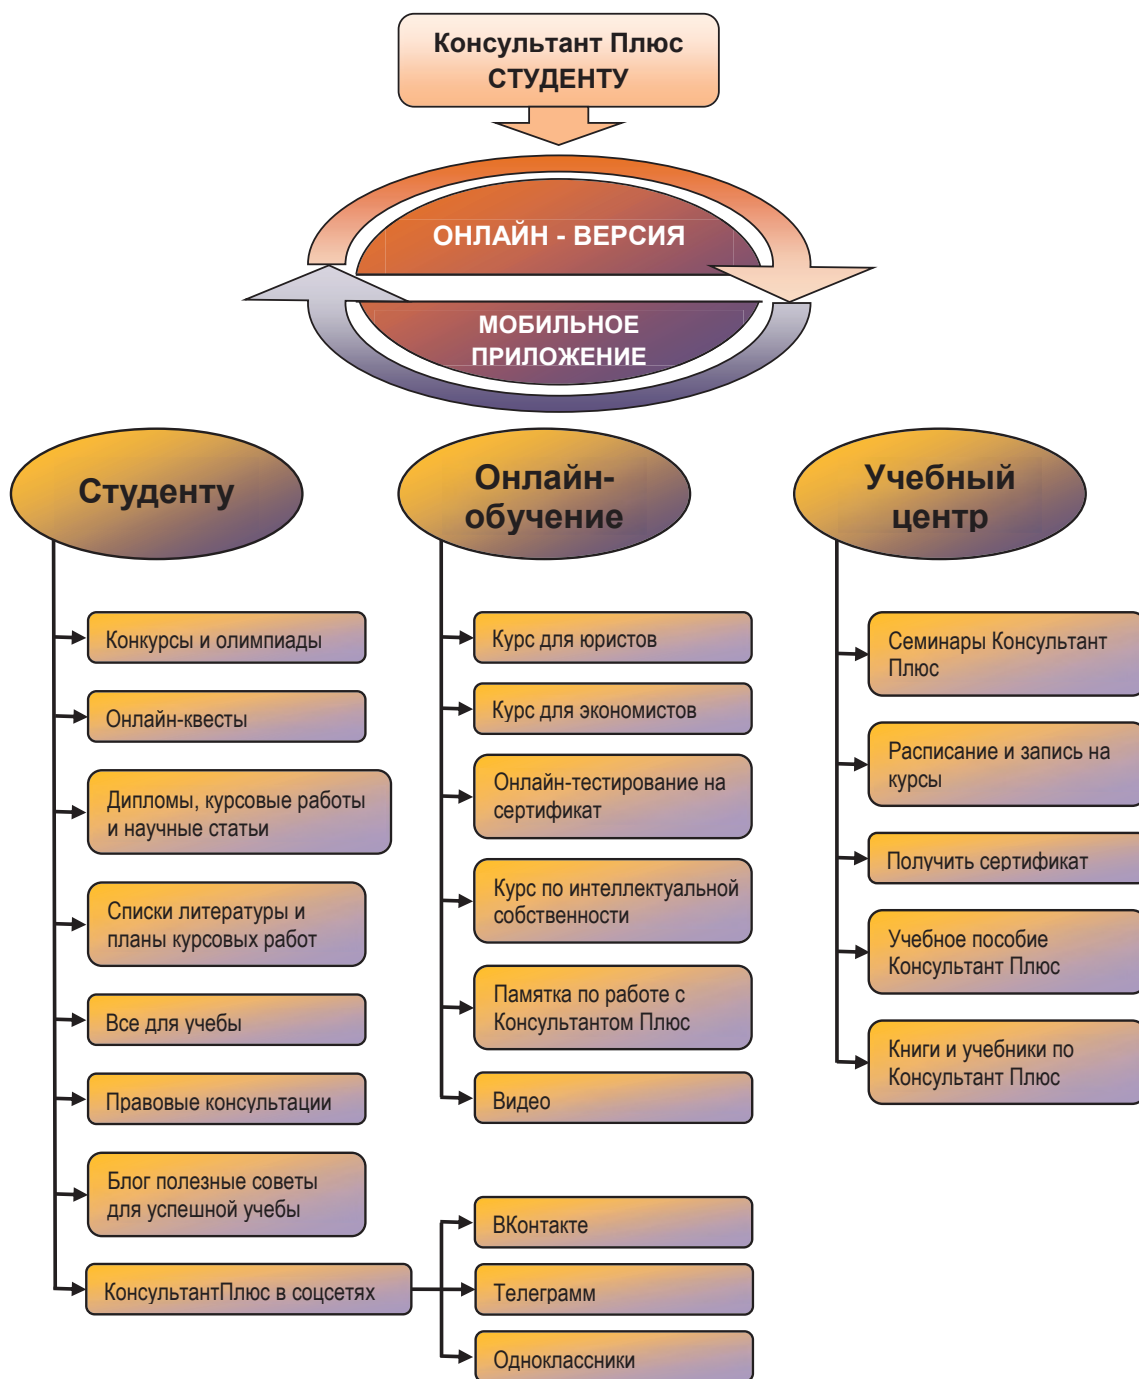 Консультант Плюс
СТУДЕНТУ
ОНЛАЙН - ВЕРСИЯ
МОБИЛЬНОЕ
ПРИЛОЖЕНИЕ
Студенту
Конкурсы и олимпиады
Онлайн-квесты
Дипломы, курсовые работы
и научные статьи
Списки литературы и
планы курсовых работ
Все для учебы
Правовые консультации
Блог полезные советы
для успешной учебы
КонсультантПлюс в соцсетях
ВКонтакте
Телеграмм
Одноклассники
Онлайн-
обучение
Курс для юристов
Курс для экономистов
Онлайн-тестирование на
сертификат
Курс по интеллектуальной
собственности
Памятка по работе с
Консультантом Плюс
Видео
Учебный
центр
Семинары Консультант
Плюс
Расписание и запись на
курсы
Получить сертификат
Учебное пособие
Консультант Плюс
Книги и учебники по
Консультант Плюс